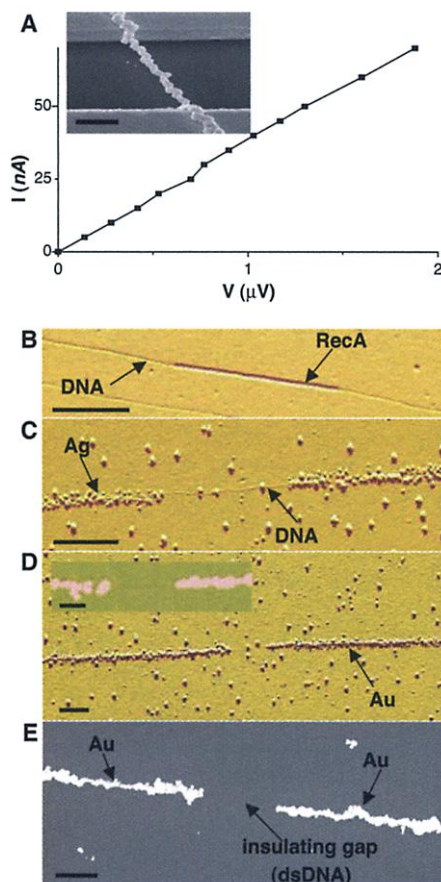 A
50
25
0
I (nA)
0
1
2
V (μV)
B
RecA
DNA
C
Ag
DNA
D
Au
E
Au
Au
insulating gap
(dsDNA)